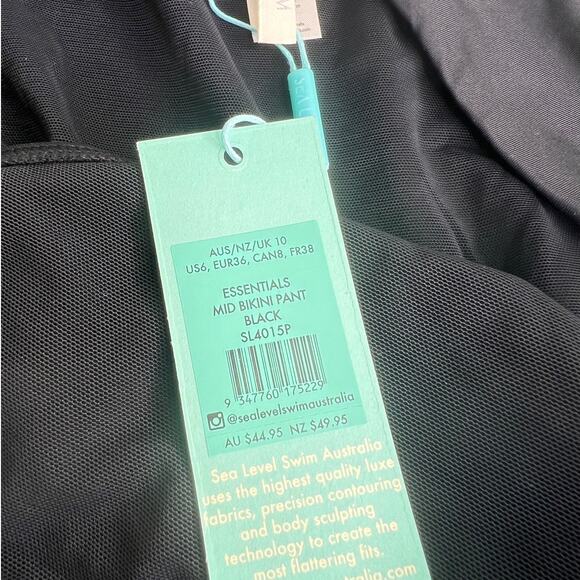 SEA
AUS/NZ/UK 10
US6, EUR36, CAN8, FR38
ESSENTIALS
MID BIKINI PANT
BLACK
SL4015P
9 347760 175229
@sealevelswimaustralia
AU $44.95 NZ $49.95
Sea Level Swim Australia
uses the highest quality luxe
fabrics, precision contouring
and body sculpting
technology to create the
most flattering fits.